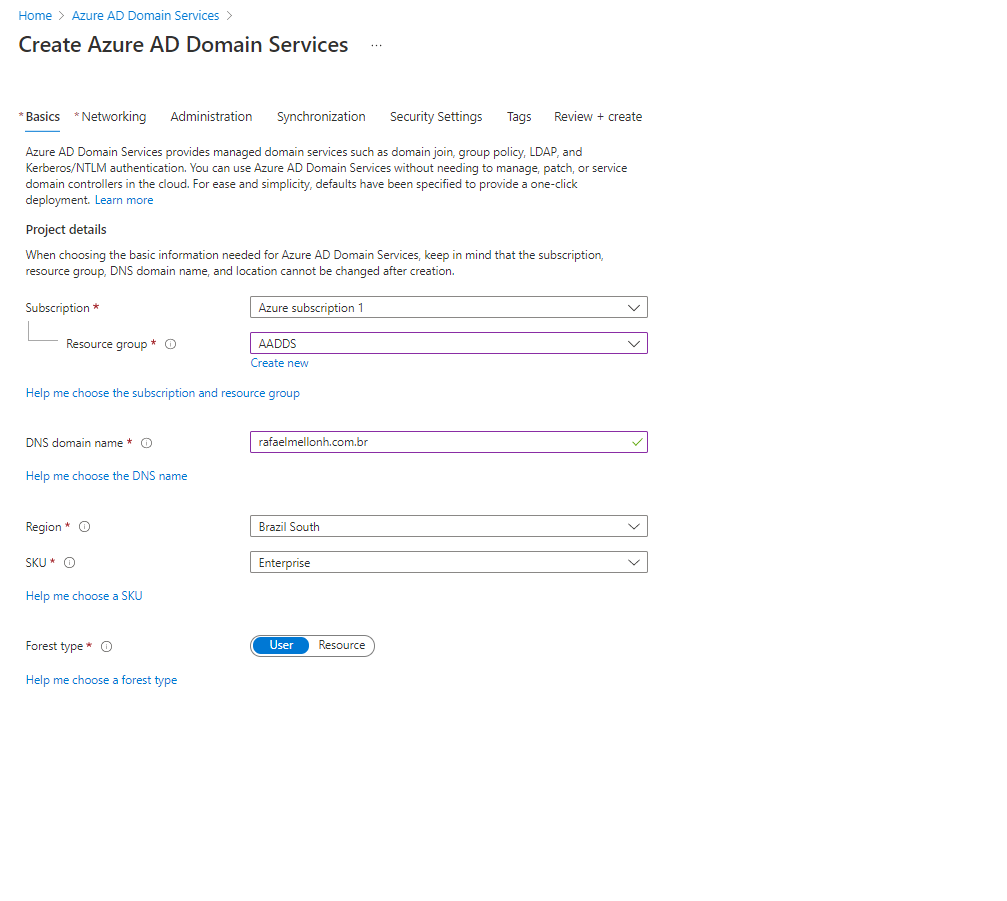 Home > Azure AD Domain Services >
Create Azure AD Domain Services ...
*Basics *Networking Administration Synchronization Security Settings Tags Review + create
Azure AD Domain Services provides managed domain services such as domain join, group policy, LDAP, and
Kerberos/NTLM authentication. You can use Azure AD Domain Services without needing to manage, patch, or service
domain controllers in the cloud. For ease and simplicity, defaults have been specified to provide a one-click
deployment. Learn more
Project details
When choosing the basic information needed for Azure AD Domain Services, keep in mind that the subscription,
resource group, DNS domain name, and location cannot be changed after creation.
Subscription * Azure subscription 1
Resource group * AADDS
Create new
Help me choose the subscription and resource group
DNS domain name * rafaelmellonh.com.br
Help me choose the DNS name
Region * Brazil South
SKU * Enterprise
Help me choose a SKU
Forest type * User Resource
Help me choose a forest type